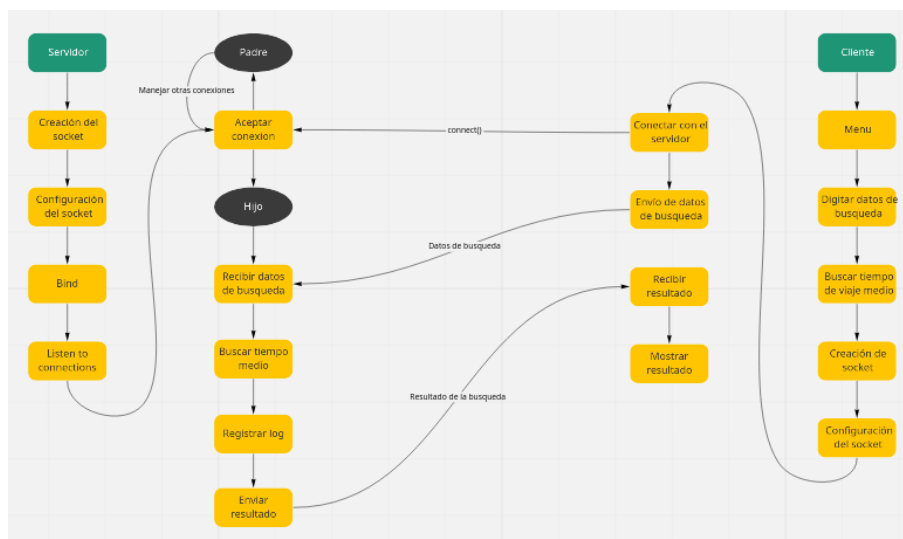 Servidor
Padre
Cliente
Manejar otras conexiones
Creación del
socket
Aceptar
conexion
connect()
Conectar con el
servidor
Menu
Configuración
del socket
Hijo
Envío de datos
de busqueda
Digitar datos de
busqueda
Datos de busqueda
Bind
Recibir datos
de busqueda
Recibir
resultado
Buscar tiempo
de viaje medio
Listen to
connections
Buscar tiempo
medio
Mostrar
resultado
Creación de
socket
Resultado de la busqueda
Registrar log
Configuración
del socket
Enviar
resultado